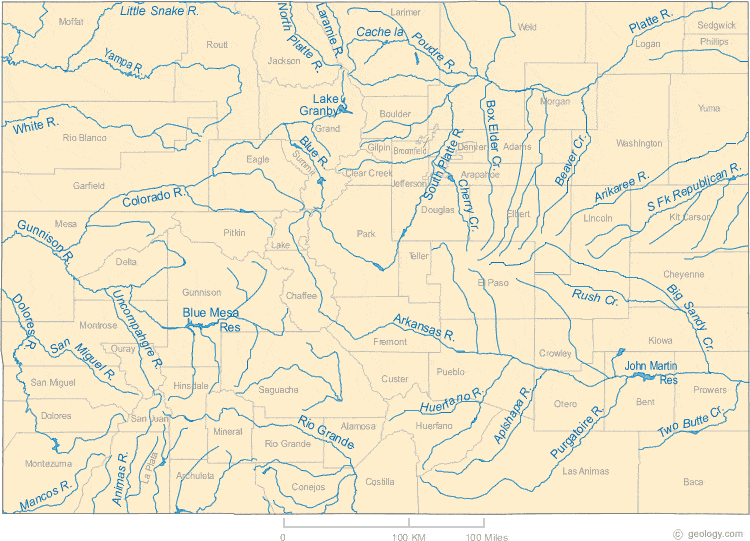 Moffat
Little Snake R.
Routt
Yampa R.
White R.
Rio Blanco
North Platte R.
Laramie R.
Jackson
Larimer
Cache la Poudre R.
Weld
Platte R.
Logan
Sedgwick
Phillips
Lake Granby
Grand
Boulder
Morgan
Yuma
Washington
Eagle
Blue R.
Summit
Gilpin
Broomfield
Clear Creek
Jefferson
Denver
Adams
Arapahoe
Box Elder Cr.
Beaver Cr.
South Platte R.
Cherry Cr.
Arikaree R.
S Fk Republican R.
Garfield
Colorado R.
Mesa
Gunnison R.
Pitkin
Lake
Park
Douglas
Elbert
Lincoln
Kit Carson
Delta
Teller
El Paso
Cheyenne
Gunnison
Chaffee
Dolores R.
Uncompahgre R.
Blue Mesa Res
Montrose
San Miguel R.
Ouray
Arkansas R.
Fremont
Rush Cr.
Big Sandy Cr.
Crowley
Kiowa
San Miguel
Hinsdale
Saguache
Custer
Pueblo
John Martin Res
Otero
Bent
Prowers
Dolores
San Juan
Mineral
Rio Grande
Rio Grande
Alamosa
Huerfano R.
Huerfano
Apishapa R.
Purgatoire R.
Two Butte Cr.
Montezuma
Mancos R.
Animas R.
La Plata
Archuleta
Conejos
Costilla
Las Animas
Baca
0 100 KM 100 Miles
© geology.com